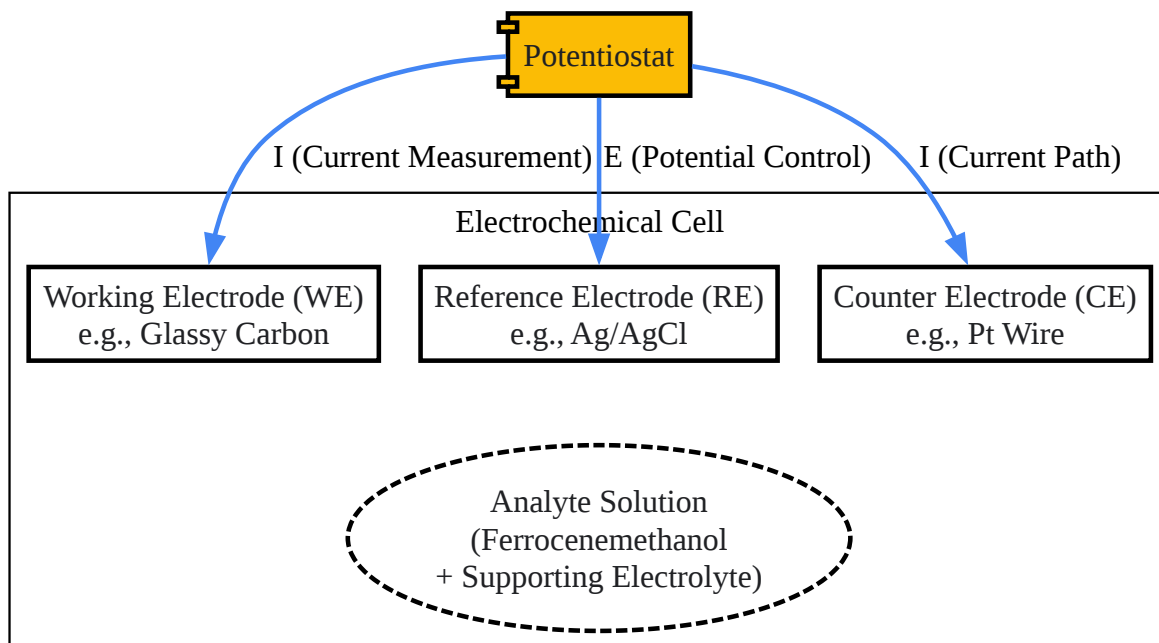 Potentiostat
I (Current Measurement)
E (Potential Control)
I (Current Path)
Electrochemical Cell
Working Electrode (WE)
e.g., Glassy Carbon
Reference Electrode (RE)
e.g., Ag/AgCl
Counter Electrode (CE)
e.g., Pt Wire
Analyte Solution
(Ferrocenemethanol
+ Supporting Electrolyte)